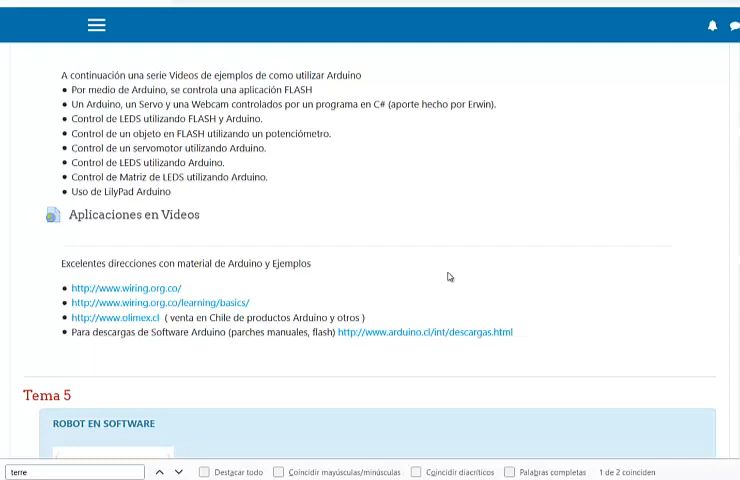 A continuación una serie Videos de ejemplos de como utilizar Arduino
• Por medio de Arduino, se controla una aplicación FLASH
• Un Arduino, un Servo y una Webcam controlados por un programa en C# (aporte hecho por Erwin).
• Control de LEDS utilizando FLASH y Arduino.
• Control de un objeto en FLASH utilizando un potenciómetro.
• Control de un servomotor utilizando Arduino.
• Control de LEDS utilizando Arduino.
• Control de Matriz de LEDS utilizando Arduino.
• Uso de LilyPad Arduino
Aplicaciones en Videos
Excelentes direcciones con material de Arduino y Ejemplos
• http://www.wiring.org.co/
• http://www.wiring.org.co/learning/basics/
• http://www.olimex.cl ( venta en Chile de productos Arduino y otros )
• Para descargas de Software Arduino (parches manuales, flash) http://www.arduino.cl/int/descargas.html
Tema 5
ROBOT EN SOFTWARE
terre Destacar todo Coincidir mayúsculas/minúsculas Coincidir diacríticos Palabras completas 1 de 2 coinciden